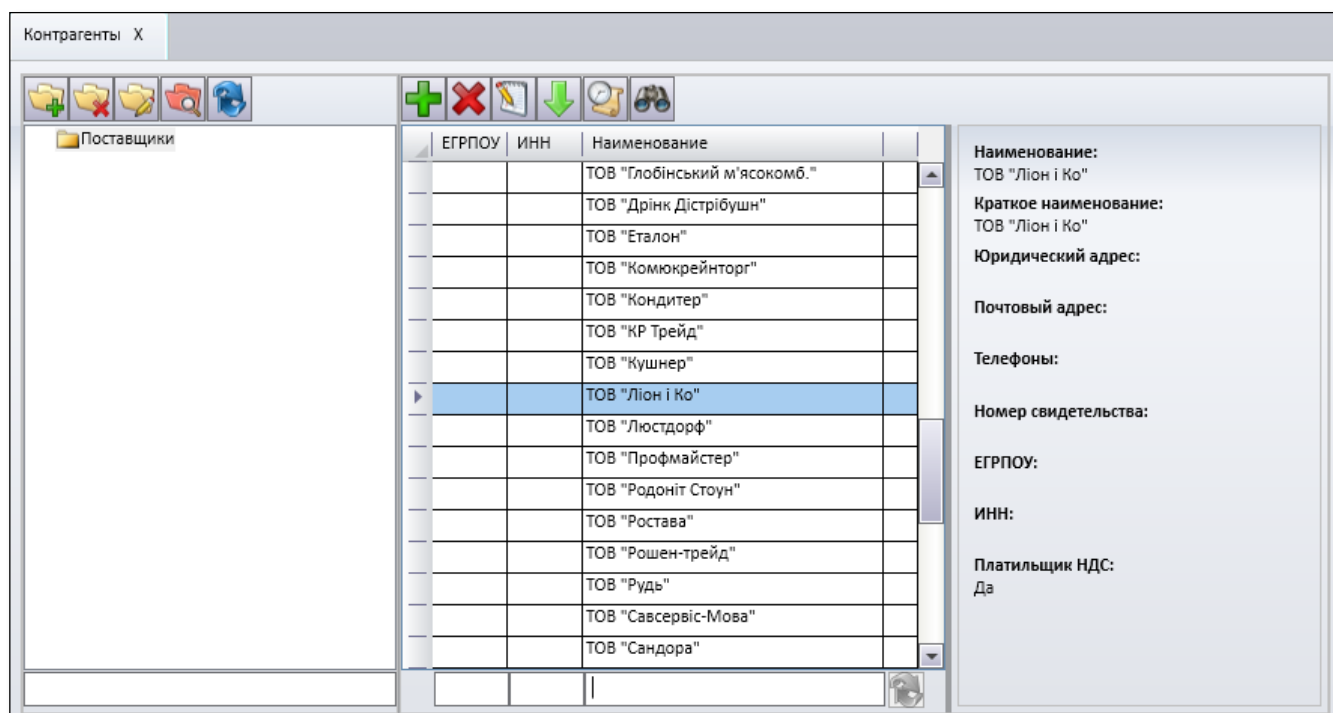 Контрагенты X
Поставщики
ЕГРПОУ ИНН Наименование
ТОВ "Глобінський м'ясокомб."
ТОВ "Дрінк Дістрібушн"
ТОВ "Еталон"
ТОВ "Комюкрейнторг"
ТОВ "Кондитер"
ТОВ "КР Трейд"
ТОВ "Кушнер"
ТОВ "Ліон і Ко"
ТОВ "Люстдорф"
ТОВ "Профмайстер"
ТОВ "Родоніт Стоун"
ТОВ "Ростава"
ТОВ "Рошен-трейд"
ТОВ "Рудь"
ТОВ "Савсервіс-Мова"
ТОВ "Сандора"
Наименование:
ТОВ "Ліон і Ко"
Краткое наименование:
ТОВ "Ліон і Ко"
Юридический адрес:
Почтовый адрес:
Телефоны:
Номер свидетельства:
ЕГРПОУ:
ИНН:
Платильщик НДС:
Да